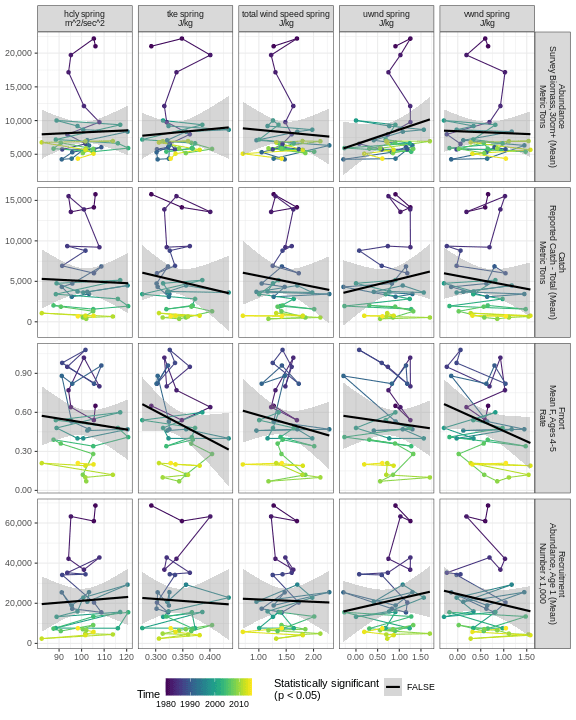 hcly spring
m^2/sec^2
tke spring
J/kg
total wind speed spring
J/kg
uwnd spring
J/kg
vwnd spring
J/kg
20,000
15,000
10,000
5,000
Abundance
Survey Biomass, 30cm+ (Mean)
Metric Tons
15,000
10,000
5,000
0
Catch
Reported Catch - Total (Mean)
Metric Tons
0.90
0.60
0.30
0.00
Fmort
Mean F, Ages 4-5
Rate
60,000
40,000
20,000
0
Recruitment
Abundance, Age 1 (Mean)
Number x 1,000
90 100 110 120
0.300 0.350 0.400
1.00 1.50 2.00
0.00 0.50 1.00 1.50
0.00 0.50 1.00 1.50
Time
1980 1990 2000 2010
Statistically significant
(p < 0.05)
FALSE